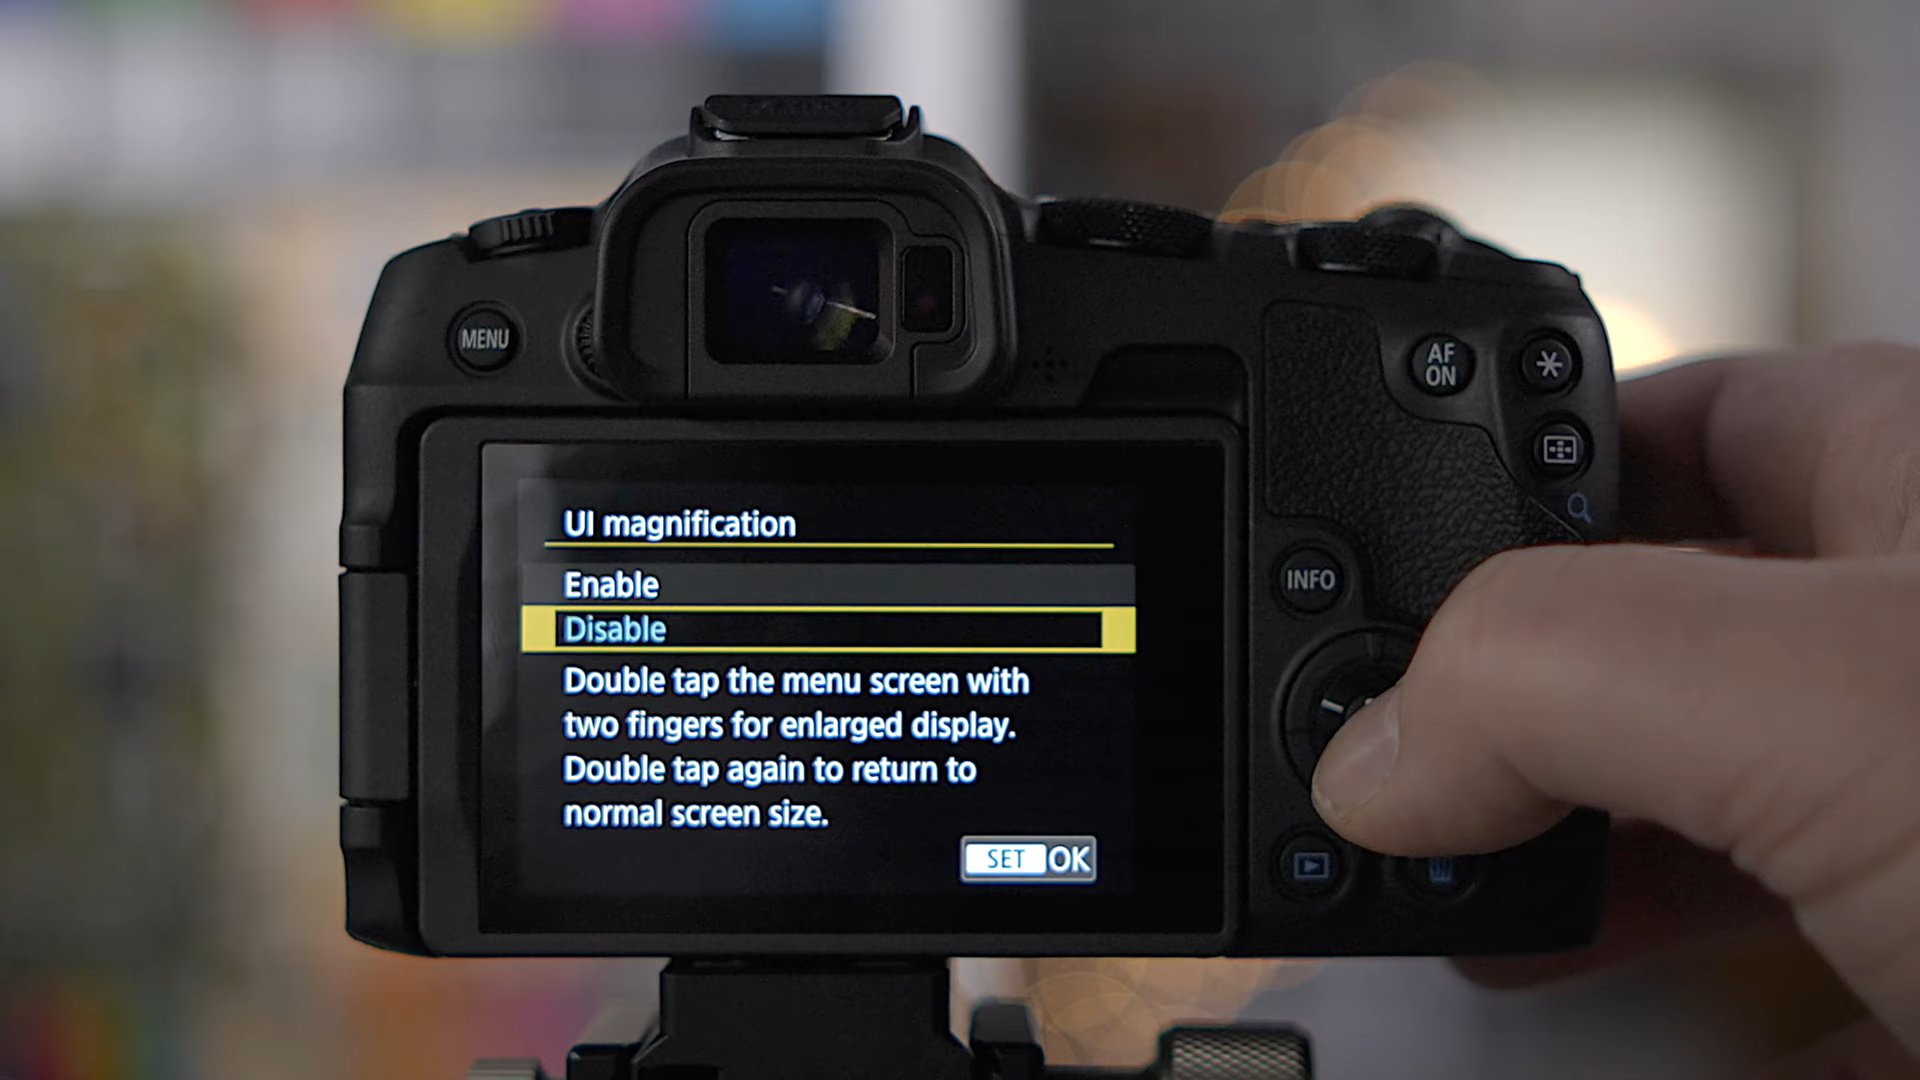 MENU
AF
ON
UI magnification
Enable
Disable
Double tap the menu screen with
two fingers for enlarged display.
Double tap again to return to
normal screen size.
SET OK
INFO